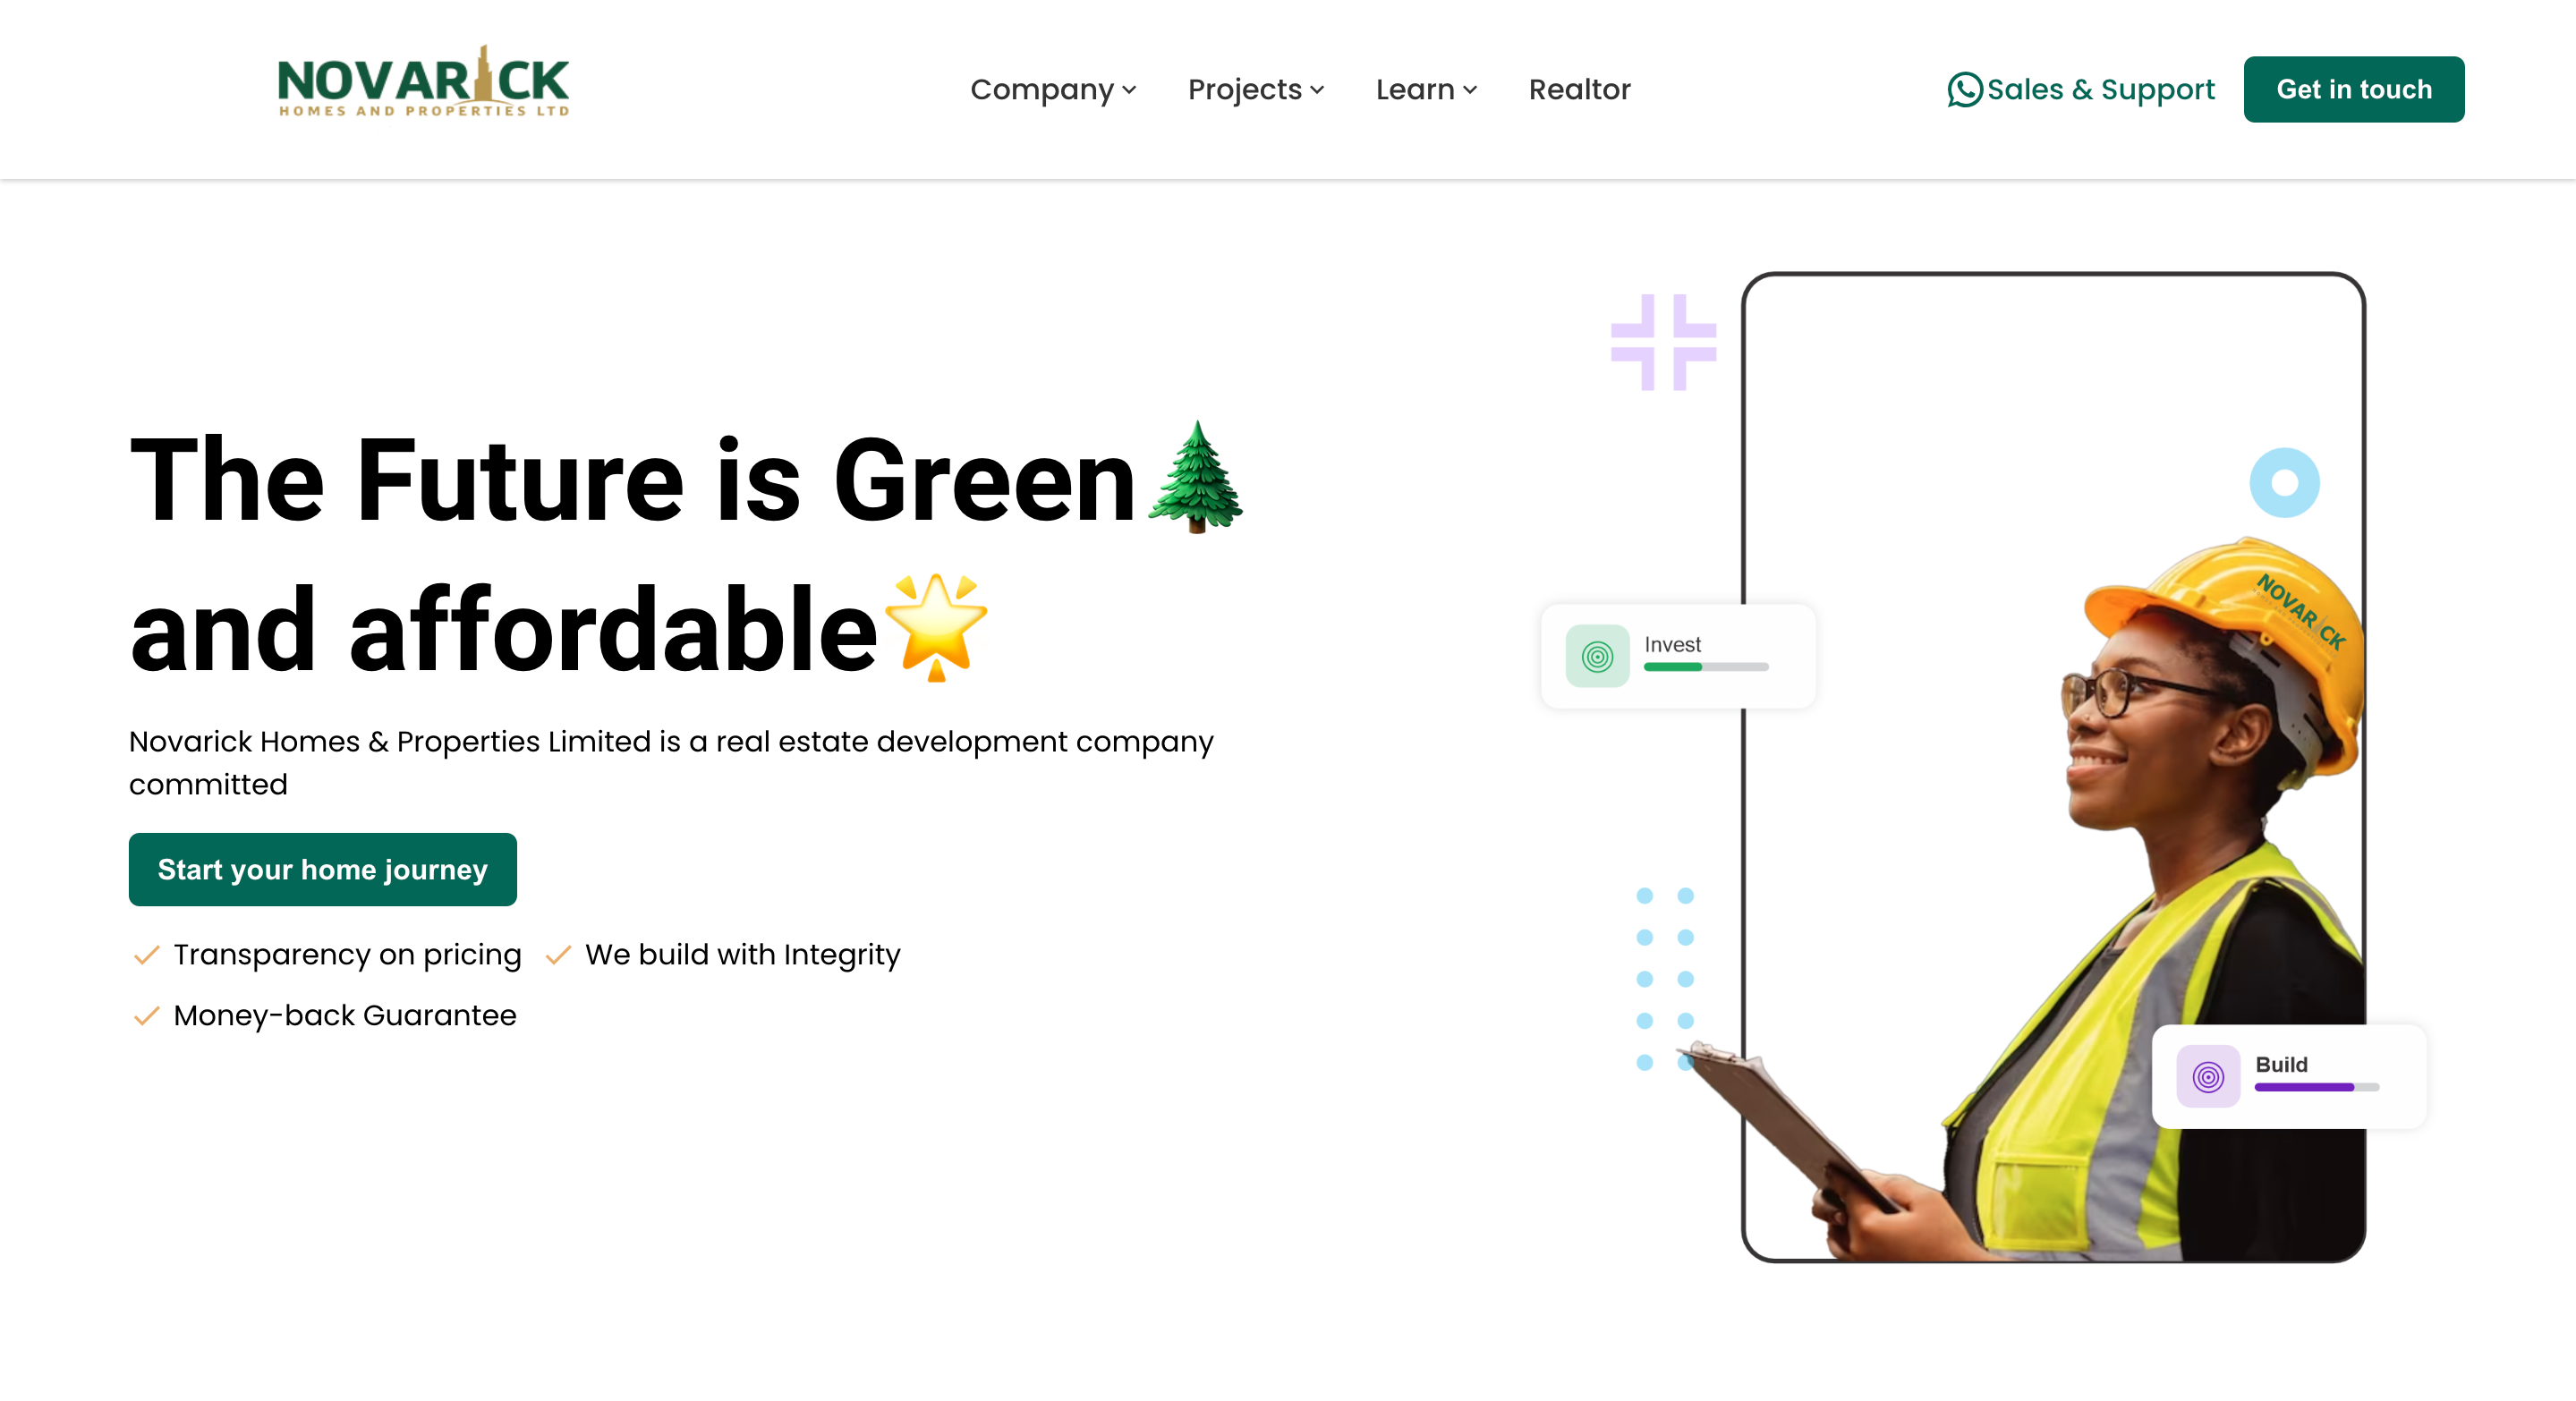 NOVARICK
HOMES AND PROPERTIES LTD
Company
Projects
Learn
Realtor
Sales & Support
Get in touch
The Future is Green🌲
and affordable🌟
Novarick Homes & Properties Limited is a real estate development company
committed
Start your home journey
Transparency on pricing
We build with Integrity
Money-back Guarantee
Invest
NOVARICK
Build